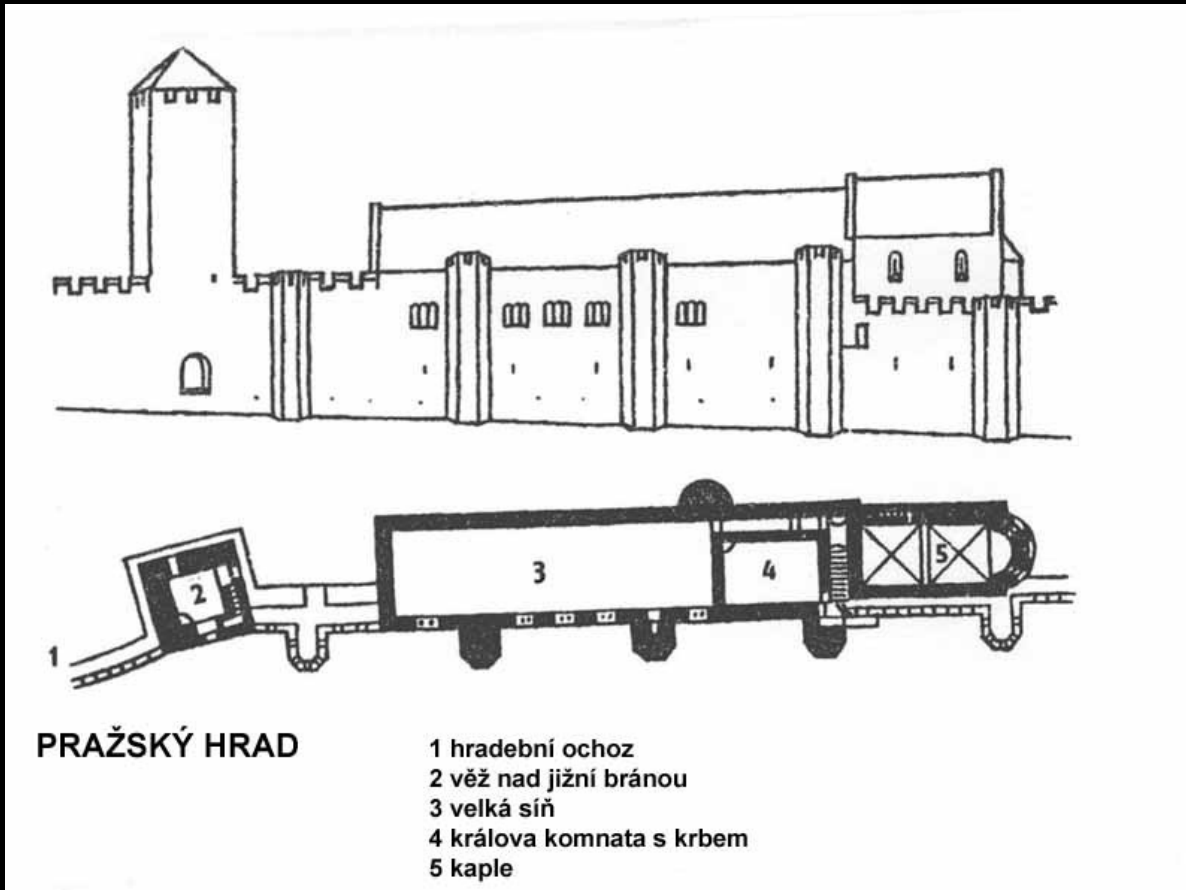 2
3
4
5
1
PRAŽSKÝ HRAD
1 hradební ochoz
2 věž nad jižní bránou
3 velká síň
4 králova komnata s krbem
5 kaple